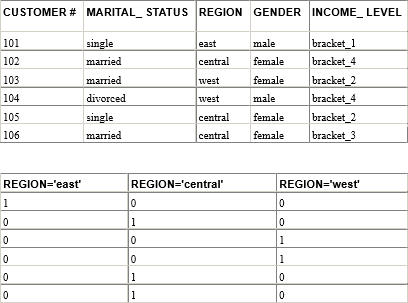 CUSTOMER # MARITAL_ STATUS REGION GENDER INCOME_ LEVEL
101 single east male bracket_1
102 married central female bracket_4
103 married west female bracket_2
104 divorced west male bracket_4
105 single central female bracket_2
106 married central female bracket_3
REGION='east' REGION='central' REGION='west'
1 0 0
0 1 0
0 0 1
0 0 1
0 1 0
0 1 0